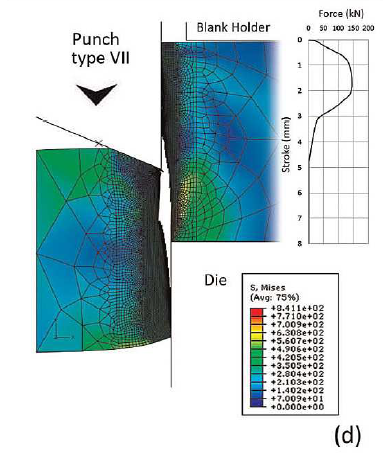 Punch
type VII
Blank Holder
Force (kN)
0 50 100 150 200
0
1
2
3
4
5
6
7
8
Stroke (mm)
Die
S, Mises
(Avg: 75%)
+8.411e+02
+7.710e+02
+7.009e+02
+6.308e+02
+5.607e+02
+4.906e+02
+4.205e+02
+3.505e+02
+2.804e+02
+2.103e+02
+1.402e+02
+7.009e+01
+0.000e+00
(d)